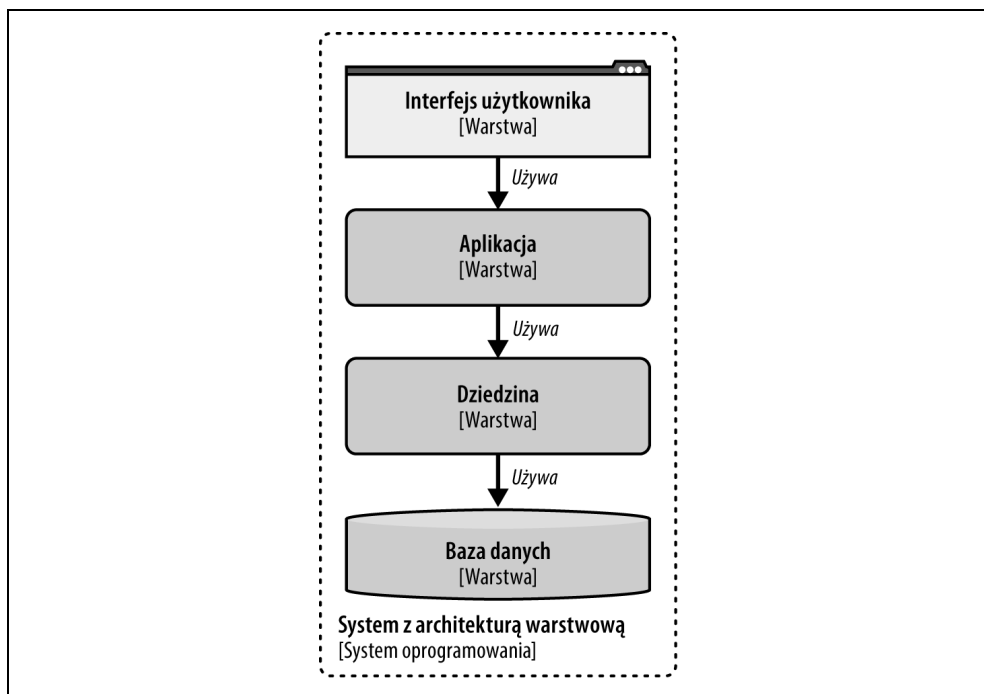 Interfejs użytkownika
[Warstwa]
Używa
Aplikacja
[Warstwa]
Używa
Dziedzina
[Warstwa]
Używa
Baza danych
[Warstwa]
System z architekturą warstwową
[System oprogramowania]